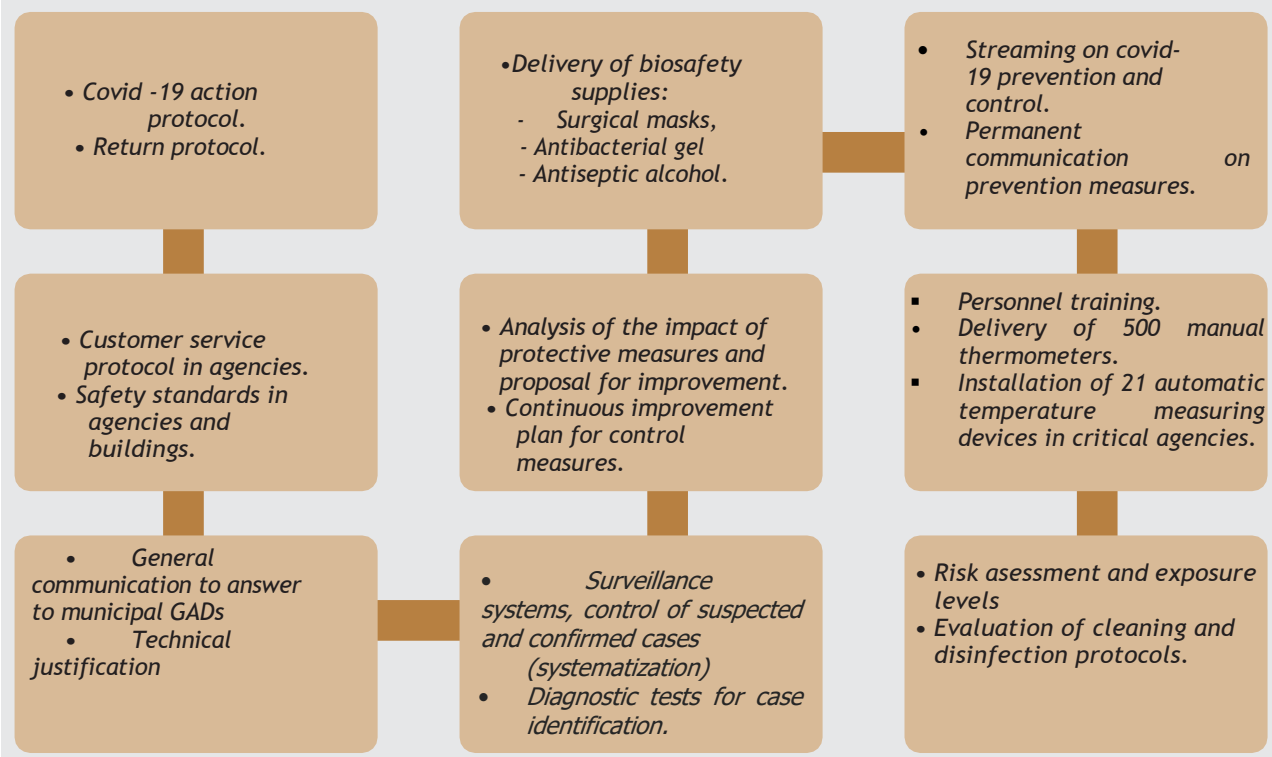 • Covid -19 action
protocol.
• Return protocol.
• Customer service
protocol in agencies.
• Safety standards in
agencies and
buildings.
• General
communication to answer
to municipal GADs
• Technical
justification
• Surveillance
systems, control of suspected
and confirmed cases
(systematization)
• Diagnostic tests for case
identification.
• Analysis of the impact of
protective measures and
proposal for improvement.
• Continuous improvement
plan for control
measures.
•Delivery of biosafety
supplies:
- Surgical masks,
- Antibacterial gel
- Antiseptic alcohol.
• Streaming on covid-
19 prevention and
control.
• Permanent
communication on
prevention measures.
▪ Personnel training.
• Delivery of 500 manual
thermometers.
▪ Installation of 21 automatic
temperature measuring
devices in critical agencies.
• Risk asessment and exposure
levels
• Evaluation of cleaning and
disinfection protocols.